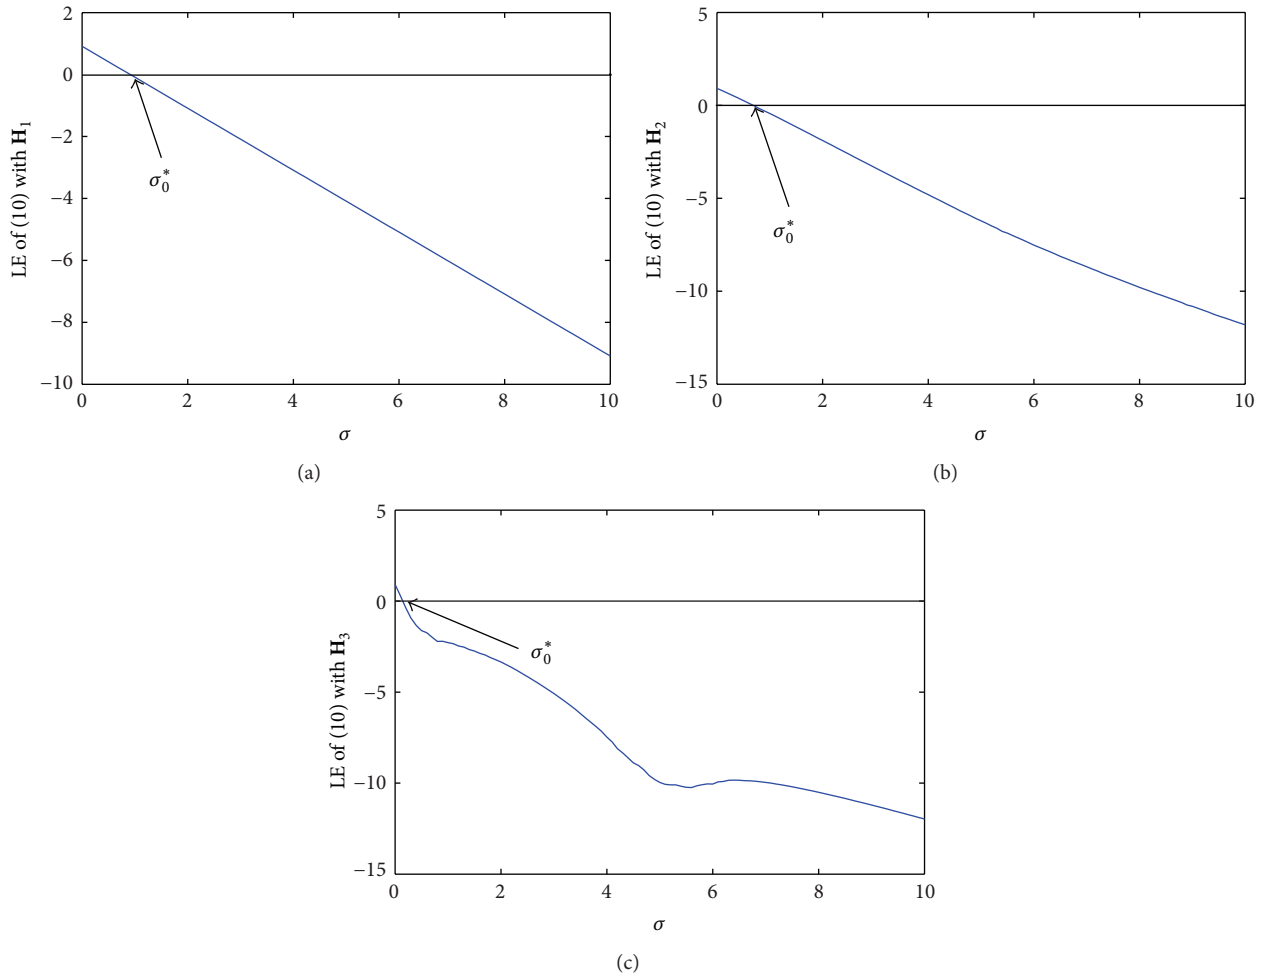 2
0
−2
−4
−6
−8
−10
0 2 4 6 8 10
LE of (10) with H₁
σ₀*
σ
(a)
5
0
−5
−10
−15
0 2 4 6 8 10
LE of (10) with H₂
σ₀*
σ
(b)
5
0
−5
−10
−15
0 2 4 6 8 10
LE of (10) with H₃
σ₀*
σ
(c)